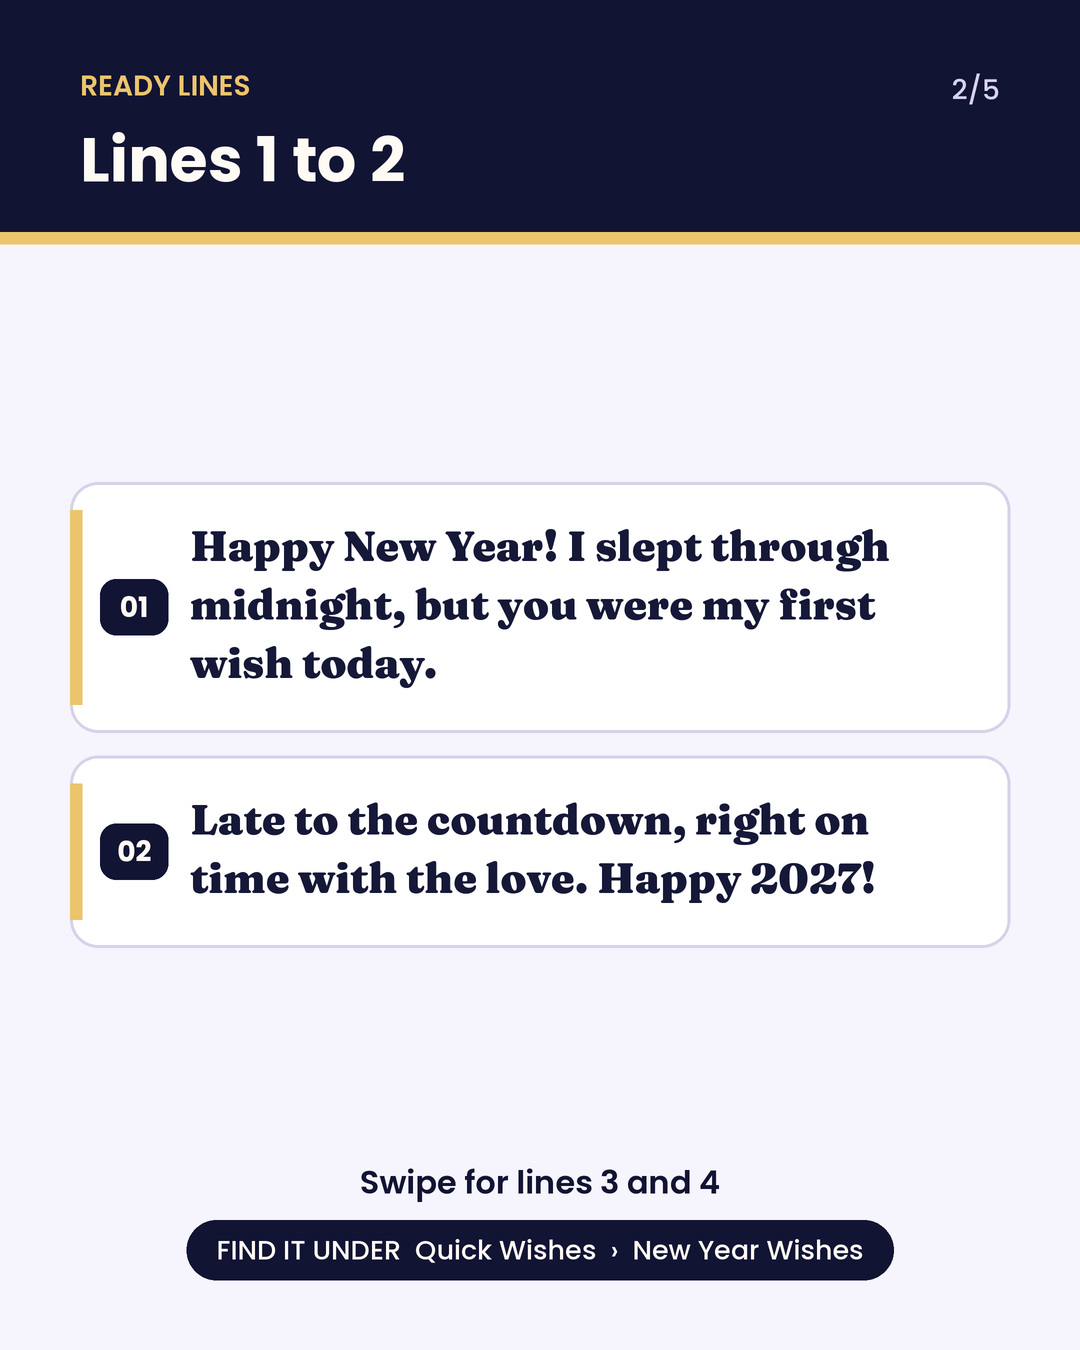 READY LINES
2/5
Lines 1 to 2
01
Happy New Year! I slept through
midnight, but you were my first
wish today.
02
Late to the countdown, right on
time with the love. Happy 2027!
Swipe for lines 3 and 4
FIND IT UNDER Quick Wishes › New Year Wishes